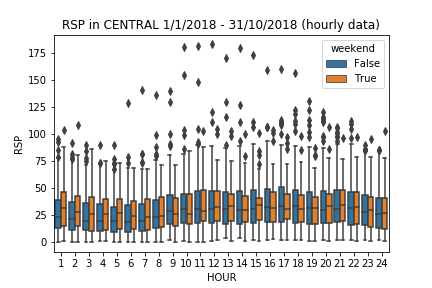 RSP in CENTRAL 1/1/2018 - 31/10/2018 (hourly data)
weekend
False
True
175
150
125
100
75
50
25
0
RSP
1 2 3 4 5 6 7 8 9 10 11 12 13 14 15 16 17 18 19 20 21 22 23 24
HOUR